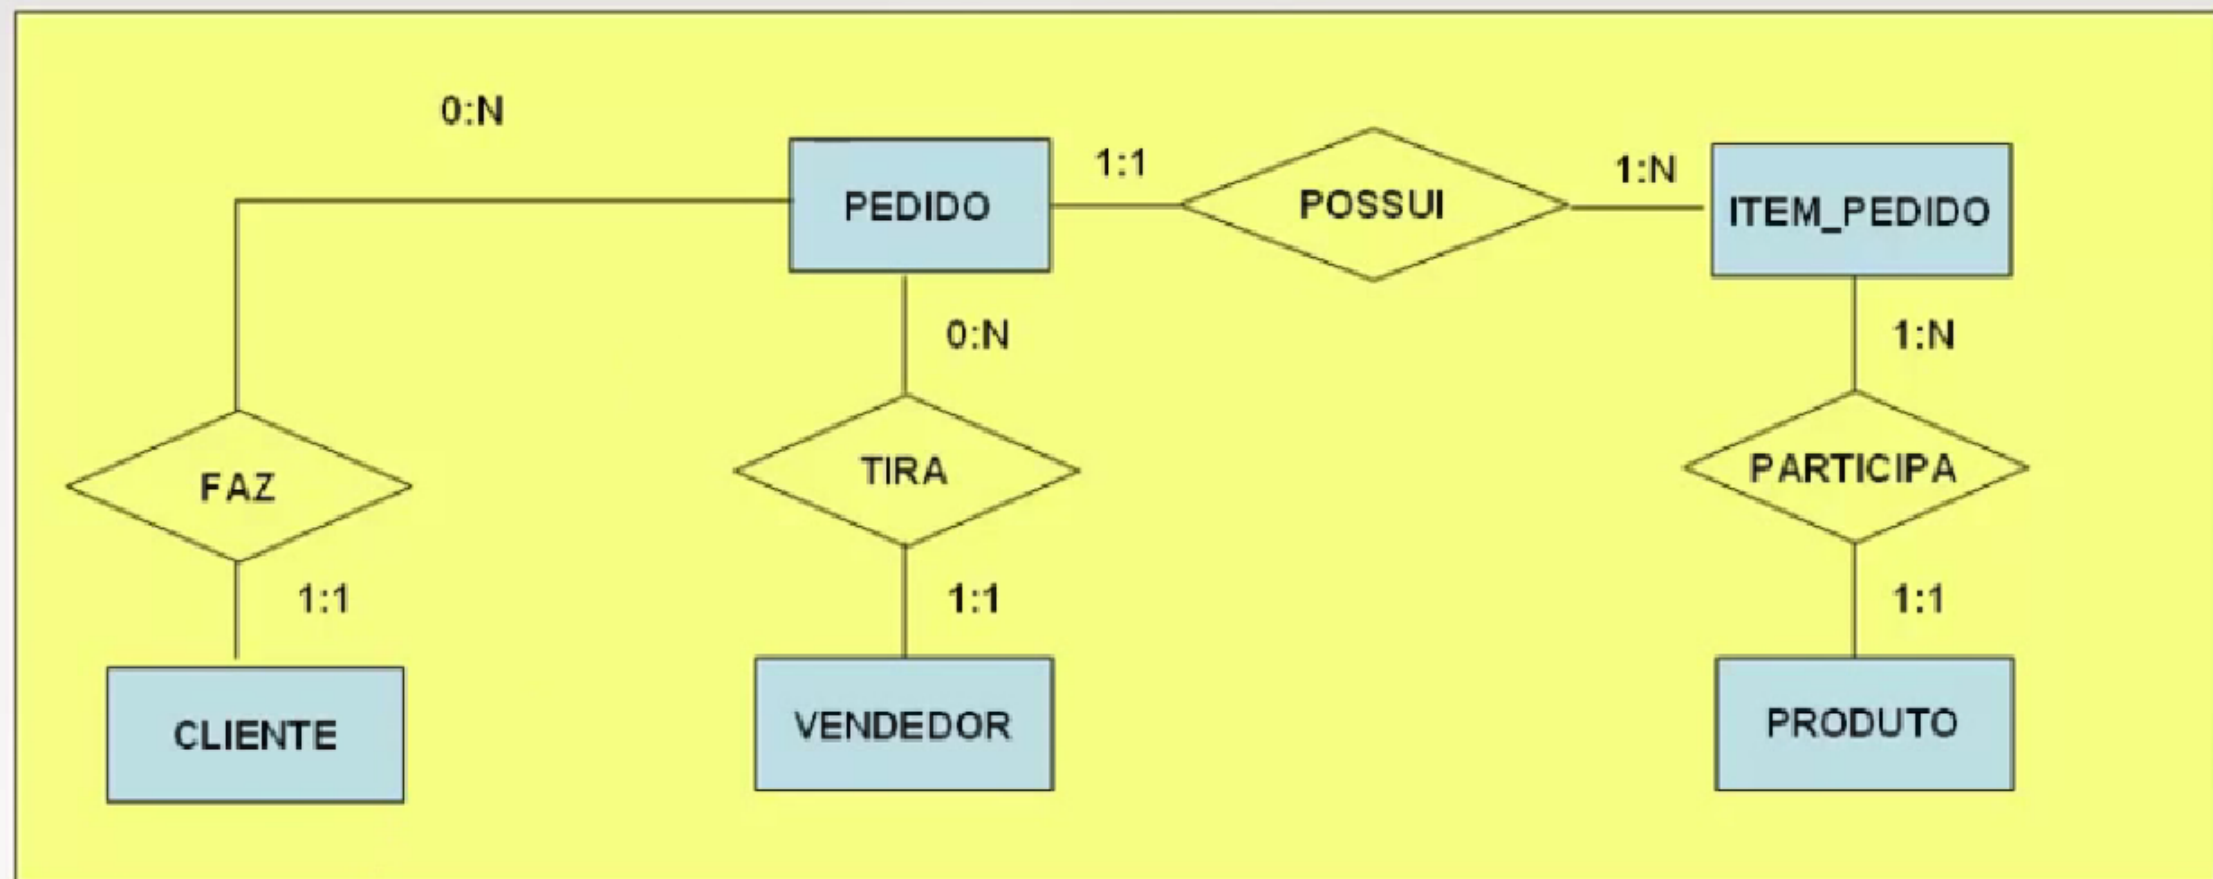 0:N
PEDIDO
1:1
POSSUI
1:N
ITEM_PEDIDO
0:N
1:N
FAZ
TIRA
PARTICIPA
1:1
1:1
1:1
CLIENTE
VENDEDOR
PRODUTO